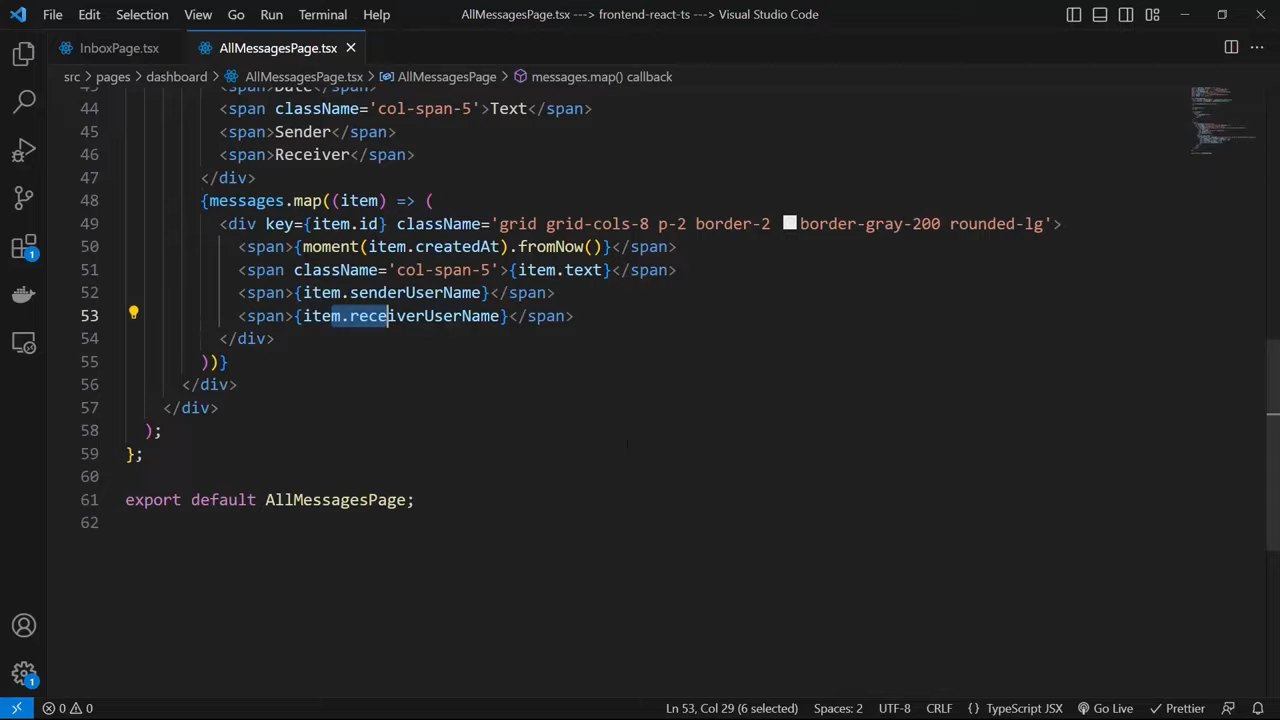 File Edit Selection View Go Run Terminal Help AllMessagesPage.tsx ---> frontend-react-ts ---> Visual Studio Code
InboxPage.tsx AllMessagesPage.tsx
src > pages > dashboard > AllMessagesPage.tsx > AllMessagesPage > messages.map() callback
43 <span>Date</span>
44 <span className='col-span-5'>Text</span>
45 <span>Sender</span>
46 <span>Receiver</span>
47 </div>
48 {messages.map((item) => (
49 <div key={item.id} className='grid grid-cols-8 p-2 border-2 border-gray-200 rounded-lg'>
50 <span>{moment(item.createdAt).fromNow()}</span>
51 <span className='col-span-5'>{item.text}</span>
52 <span>{item.senderUserName}</span>
53 <span>{item.receiverUserName}</span>
54 </div>
55 ))}
56 </div>
57 </div>
58 );
59 };
60
61 export default AllMessagesPage;
62
1
1
0 0 Ln 53, Col 29 (6 selected) Spaces: 2 UTF-8 CRLF {} TypeScript JSX Go Live Prettier